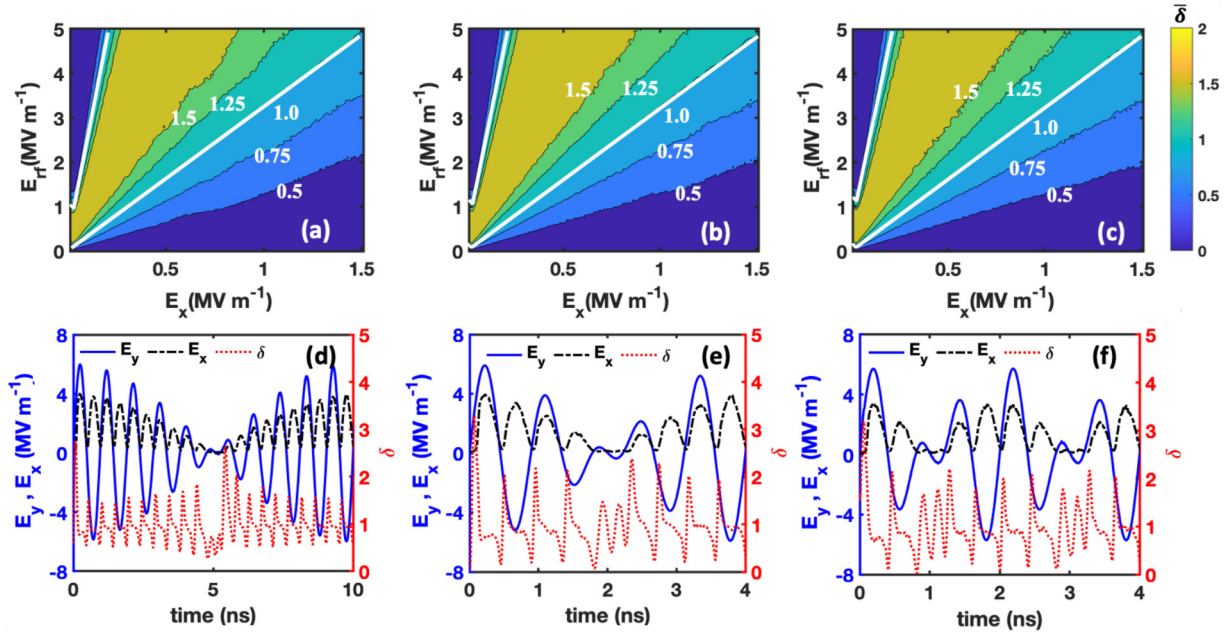 δ̅
5
4
3
2
1
0
E_rf(MV m⁻¹)
1.5
1.25
1.0
0.75
0.5
(a)
0.5
1
1.5
E_x(MV m⁻¹)
5
4
3
2
1
0
E_rf(MV m⁻¹)
1.5
1.25
1.0
0.75
0.5
(b)
0.5
1
1.5
E_x(MV m⁻¹)
5
4
3
2
1
0
E_rf(MV m⁻¹)
1.5
1.25
1.0
0.75
0.5
(c)
0.5
1
1.5
E_x(MV m⁻¹)
2
1.5
1
0.5
0
8
4
0
-4
-8
E_y , E_x (MV m⁻¹)
E_y E_x δ
(d)
5
4
3
2
1
0
δ
0 5 10
time (ns)
8
4
0
-4
-8
E_y , E_x (MV m⁻¹)
E_y E_x δ
(e)
5
4
3
2
1
0
δ
0 1 2 3 4
time (ns)
8
4
0
-4
-8
E_y , E_x (MV m⁻¹)
E_y E_x δ
(f)
5
4
3
2
1
0
δ
0 1 2 3 4
time (ns)